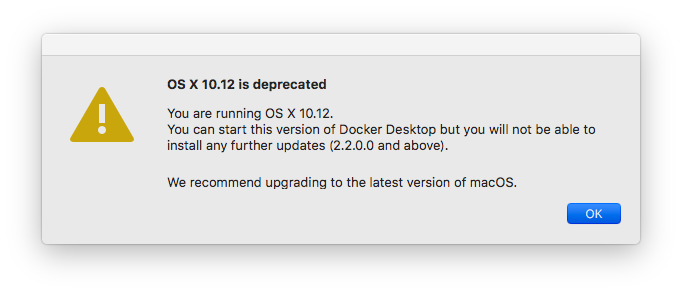 OS X 10.12 is deprecated
You are running OS X 10.12.
You can start this version of Docker Desktop but you will not be able to
install any further updates (2.2.0.0 and above).
We recommend upgrading to the latest version of macOS.
OK